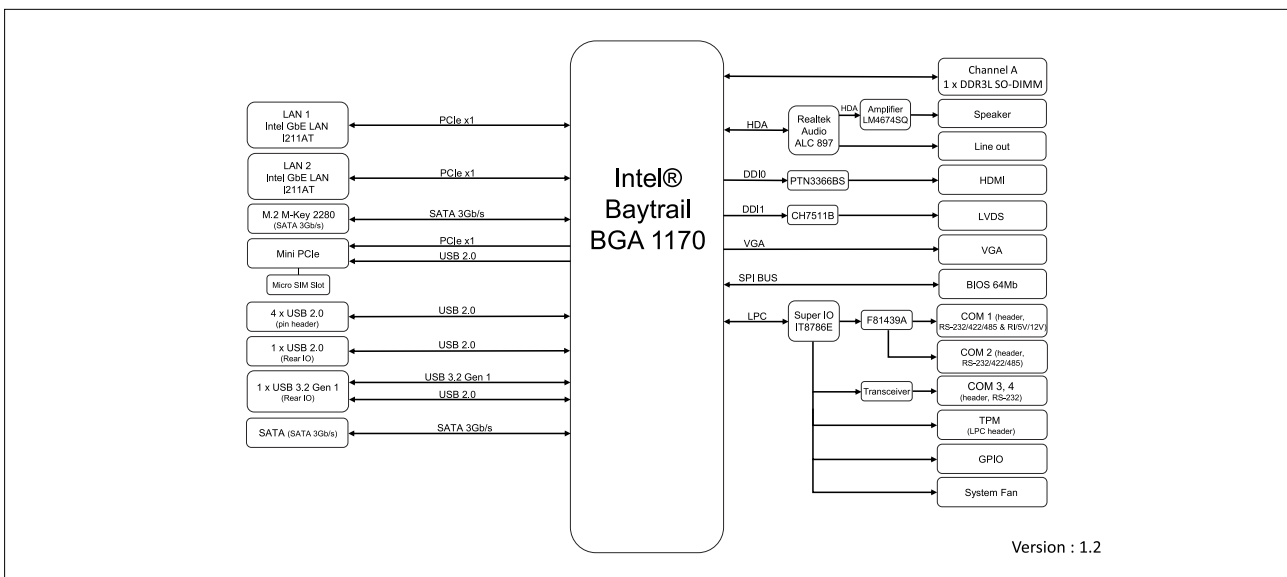 LAN 1
Intel GbE LAN
I211AT
PCIe x1
LAN 2
Intel GbE LAN
I211AT
PCIe x1
M.2 M-Key 2280
(SATA 3Gb/s)
SATA 3Gb/s
Mini PCIe
PCIe x1
USB 2.0
Micro SIM Slot
4 x USB 2.0
(pin header)
USB 2.0
1 x USB 2.0
(Rear IO)
USB 2.0
1 x USB 3.2 Gen 1
(Rear IO)
USB 3.2 Gen 1
USB 2.0
SATA (SATA 3Gb/s)
SATA 3Gb/s
Intel®
Baytrail
BGA 1170
Channel A
1 x DDR3L SO-DIMM
HDA
Realtek
Audio
ALC 897
HDA
Amplifier
LM4674SQ
Speaker
Line out
DDI0
PTN3366BS
HDMI
DDI1
CH7511B
LVDS
VGA
VGA
SPI BUS
BIOS 64Mb
LPC
Super IO
IT8786E
F81439A
COM 1 (header,
RS-232/422/485 & RI/5V/12V)
COM 2 (header,
RS-232/422/485)
Transceiver
COM 3, 4
(header, RS-232)
TPM
(LPC header)
GPIO
System Fan
Version : 1.2